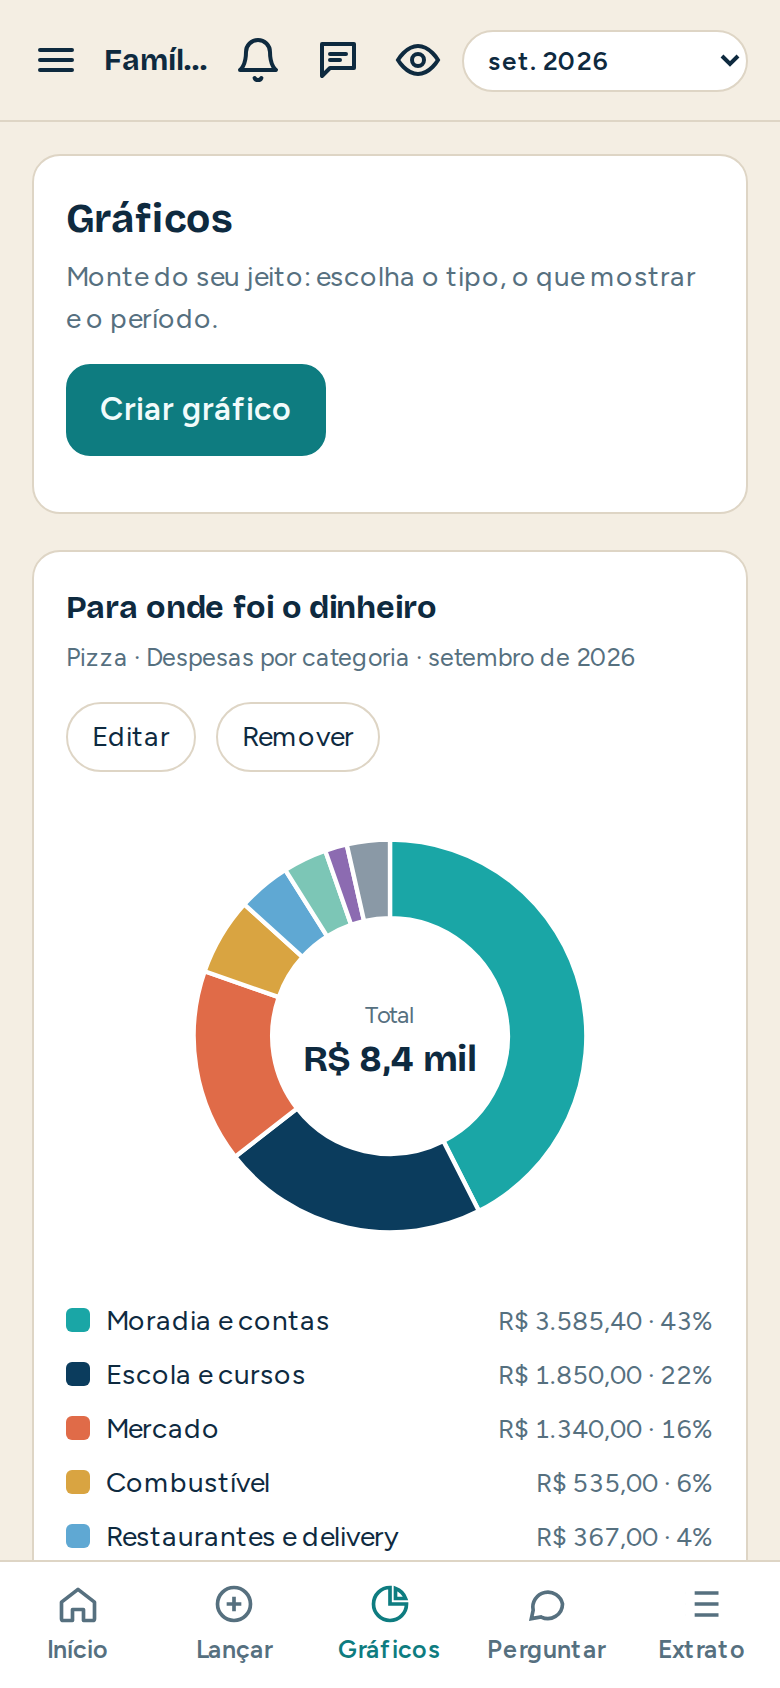 Famíl...
set. 2026
Gráficos
Monte do seu jeito: escolha o tipo, o que mostrar
e o período.
Criar gráfico
Para onde foi o dinheiro
Pizza · Despesas por categoria · setembro de 2026
Editar
Remover
Total
R$ 8,4 mil
Moradia e contas R$ 3.585,40 · 43%
Escola e cursos R$ 1.850,00 · 22%
Mercado R$ 1.340,00 · 16%
Combustível R$ 535,00 · 6%
Restaurantes e delivery R$ 367,00 · 4%
Início Lançar Gráficos Perguntar Extrato